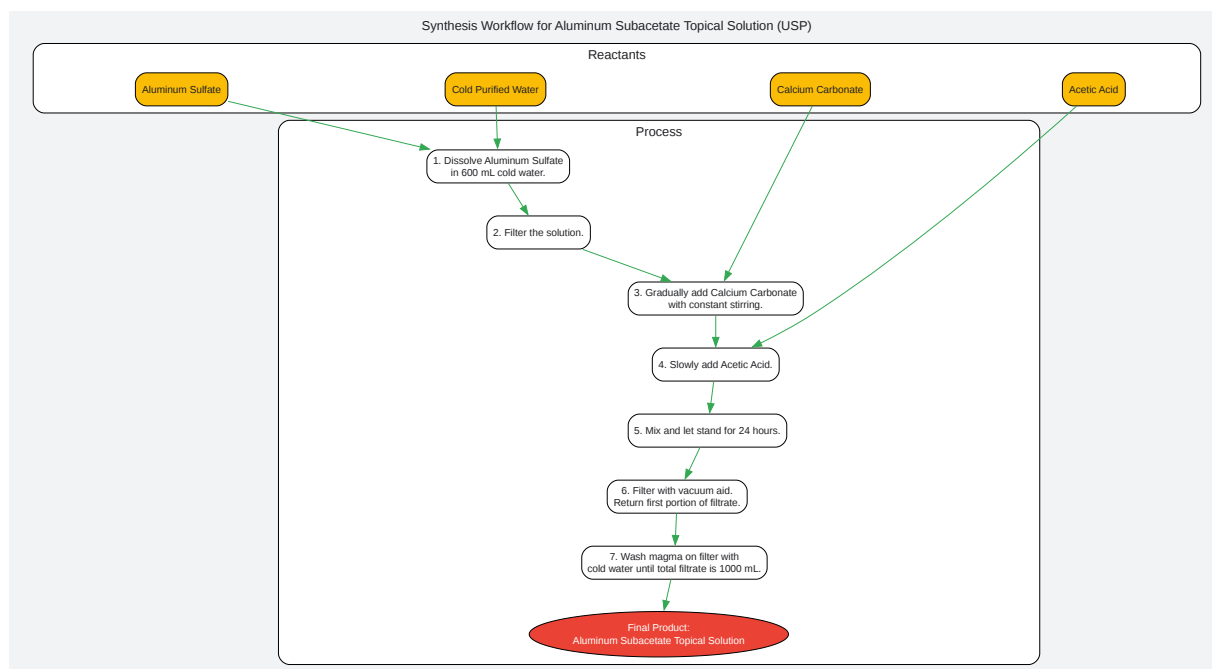 Synthesis Workflow for Aluminum Subacetate Topical Solution (USP)
Reactants
Aluminum Sulfate
Cold Purified Water
Calcium Carbonate
Acetic Acid
Process
1. Dissolve Aluminum Sulfate
in 600 mL cold water.
2. Filter the solution.
3. Gradually add Calcium Carbonate
with constant stirring.
4. Slowly add Acetic Acid.
5. Mix and let stand for 24 hours.
6. Filter with vacuum aid.
Return first portion of filtrate.
7. Wash magma on filter with
cold water until total filtrate is 1000 mL.
Final Product:
Aluminum Subacetate Topical Solution